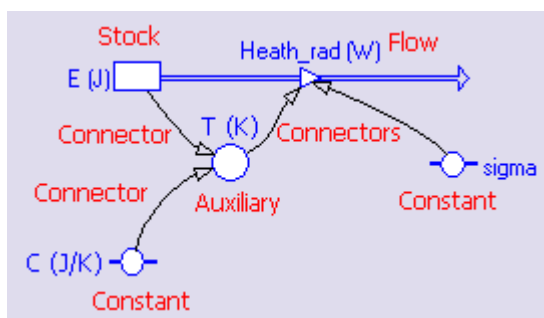 Stock
Heath_rad (W) Flow
E (J)
T (K)
Connector
Connectors
Connector
sigma
Auxiliary
Constant
C (J/K)
Constant